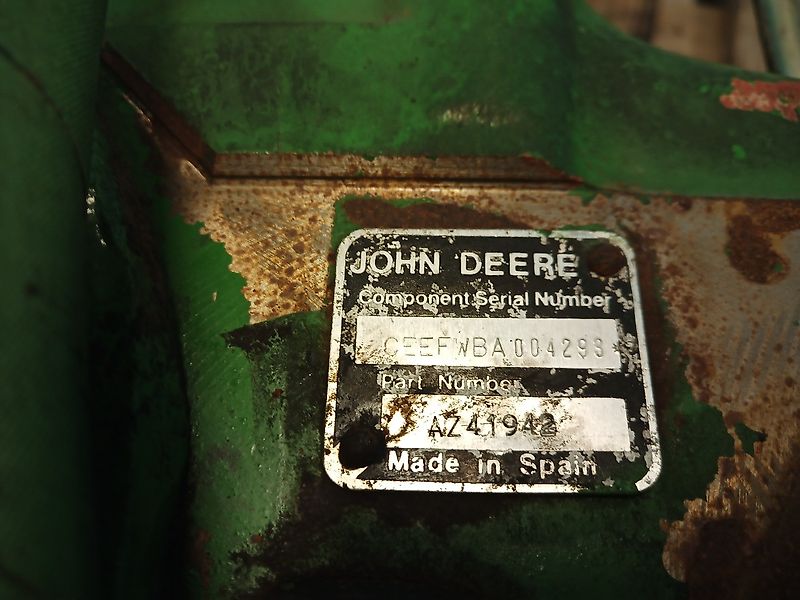 JOHN DEERE
Component Serial Number
CEEFWBA004293
Part Number
AZ41942
Made in Spain